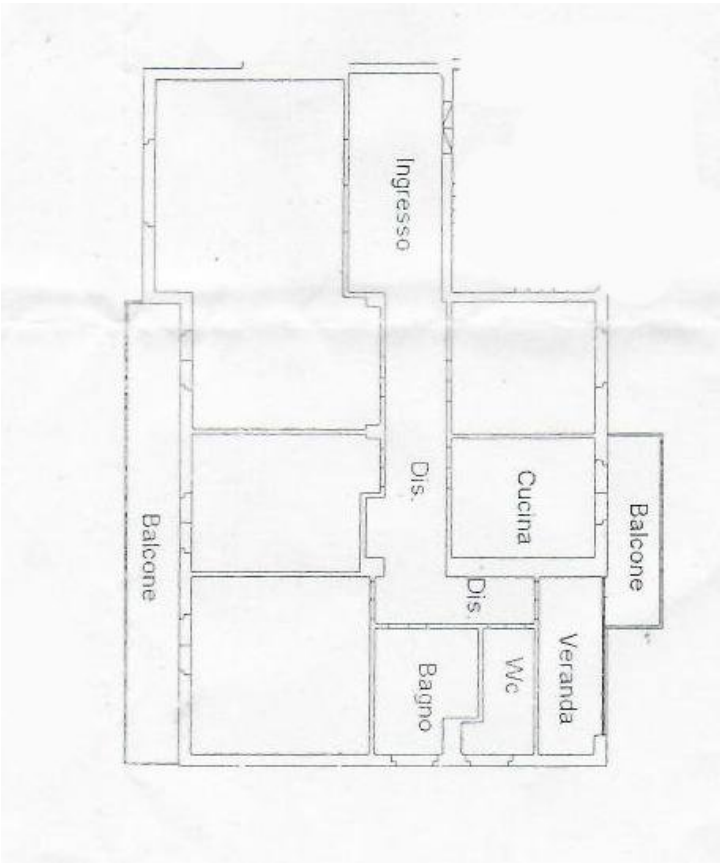 Ingresso
Dis.
Cucina
Balcone
Balcone
Dis.
Wc
Veranda
Bagno